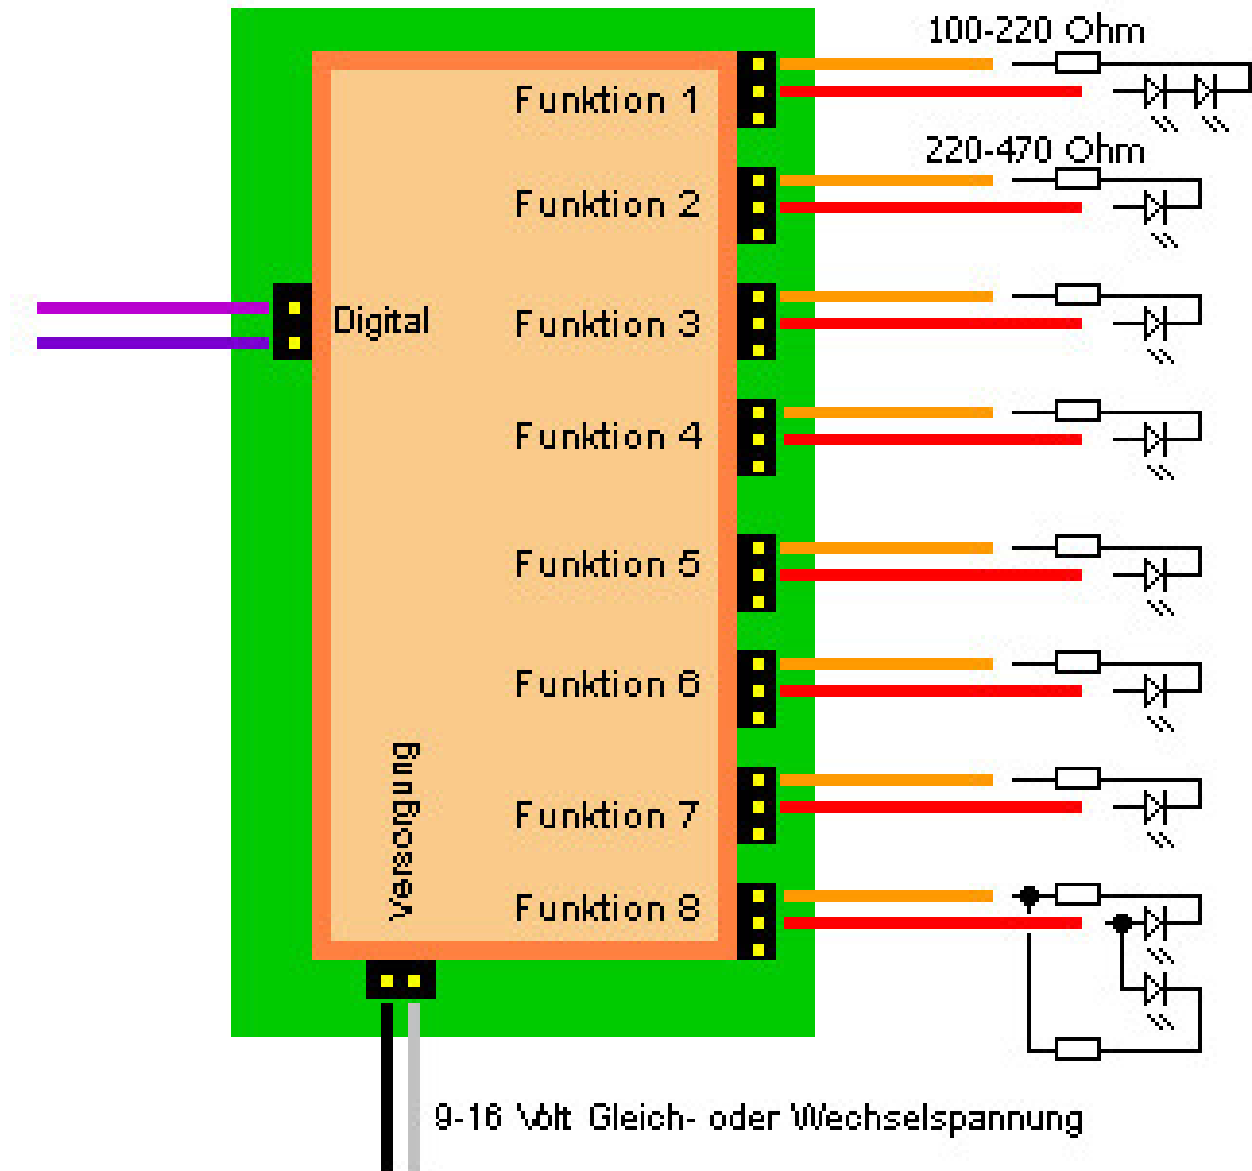 100-220 Ohm
Funktion 1
220-470 Ohm
Funktion 2
Digital
Funktion 3
Funktion 4
Funktion 5
Funktion 6
Versorgung
Funktion 7
Funktion 8
9-16 Volt Gleich- oder Wechselspannung